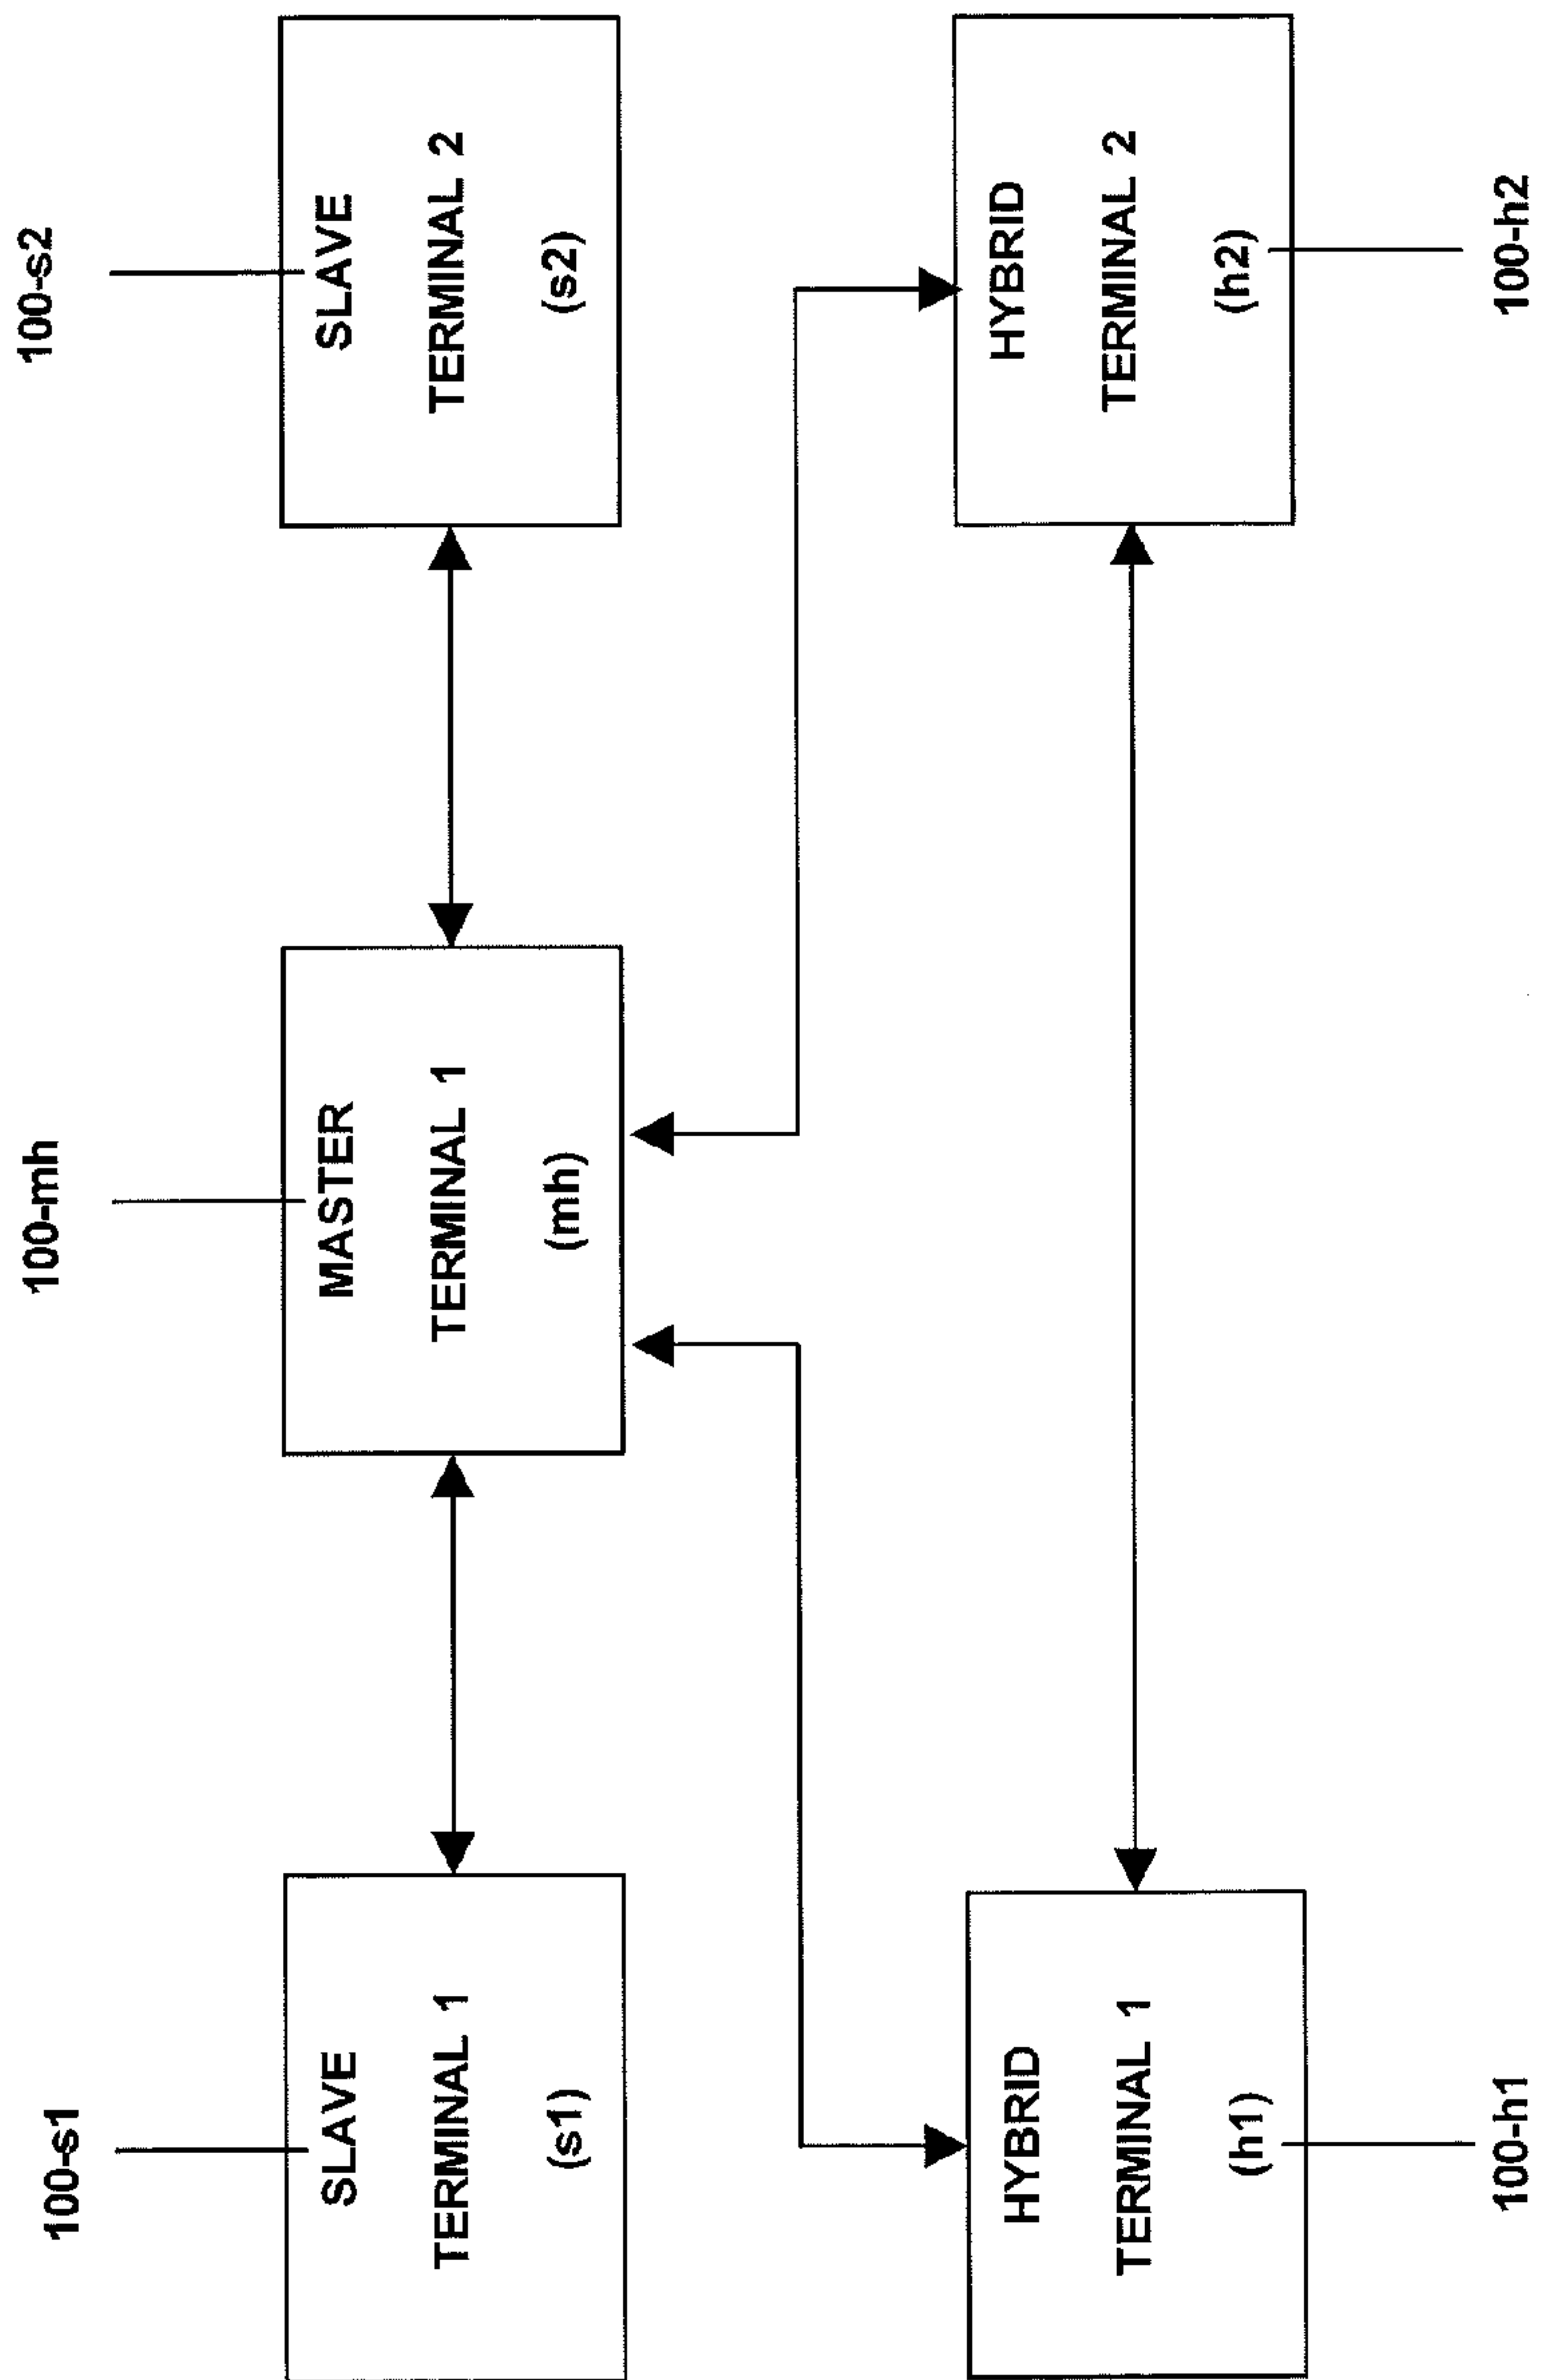 100-s1
100-mh
100-s2
SLAVE
TERMINAL 1
(s1)
MASTER
TERMINAL 1
(mh)
SLAVE
TERMINAL 2
(s2)
HYBRID
TERMINAL 1
(h1)
HYBRID
TERMINAL 2
(h2)
100-h1
100-h2